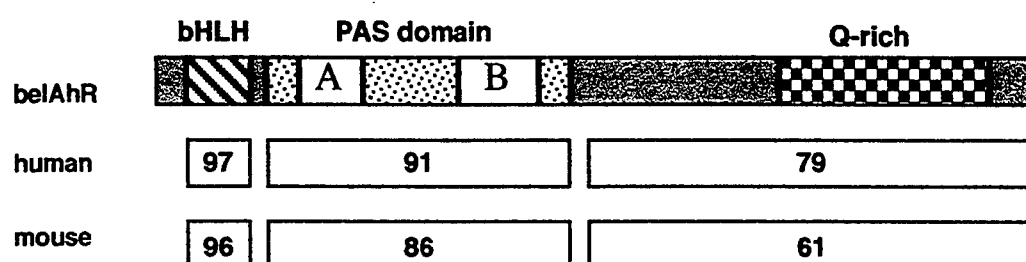 bHLH PAS domain Q-rich
belAhR A B
human 97 91 79
mouse 96 86 61